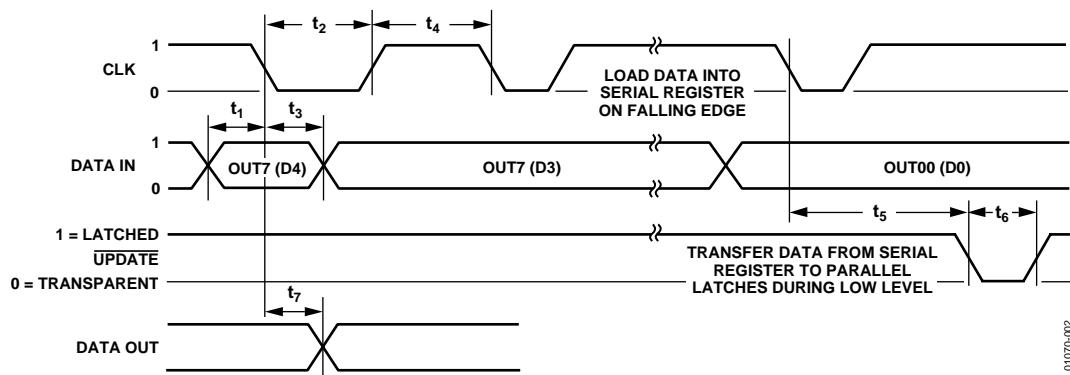 t2
t4
1
CLK
0
LOAD DATA INTO
SERIAL REGISTER
ON FALLING EDGE
t1
t3
1
DATA IN
0
OUT7 (D4)
OUT7 (D3)
OUT00 (D0)
t5
t6
1 = LATCHED
UPDATE
0 = TRANSPARENT
TRANSFER DATA FROM SERIAL
REGISTER TO PARALLEL
LATCHES DURING LOW LEVEL
t7
DATA OUT
01070-002